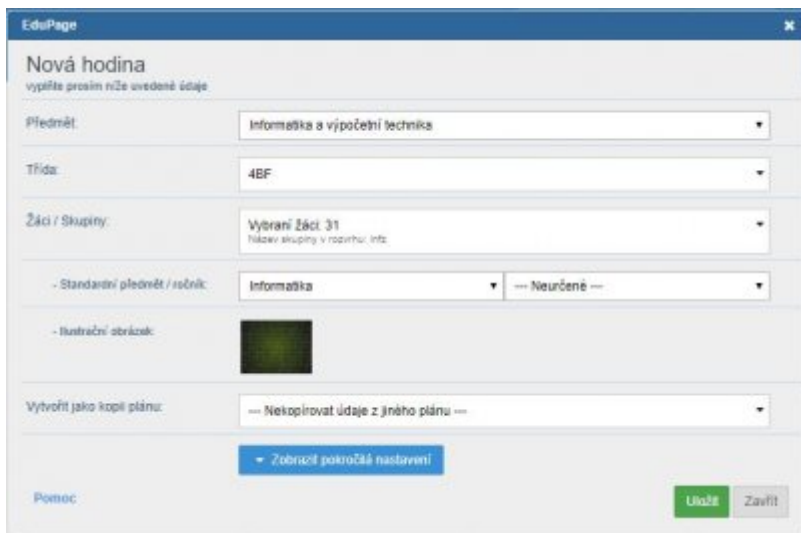 EduPage
Nová hodina
vyplňte prosím níže uvedené údaje
Předmět:
Informatika a výpočetní technika
Třída:
4BF
Žáci / Skupiny:
Vybraní žáci: 31
Název skupiny v rozvrhu: Infz
- Standardní předmět / ročník:
Informatika
--- Neurčené ---
- Ilustrační obrázek:
Vytvořit jako kopii plánu:
--- Nekopírovat údaje z jiného plánu ---
Zobrazit pokročilá nastavení
Pomoc
Uložit
Zavřít